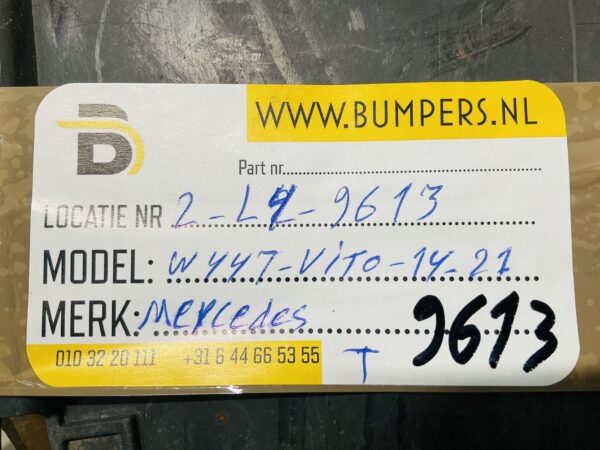 WWW.BUMPERS.NL
B
Part nr.
LOCATIE NR 2-L4-9613
MODEL: W447-Vito-14-21
MERK: Mercedes
9613
010 32 20 111 +31 6 44 66 53 55
T